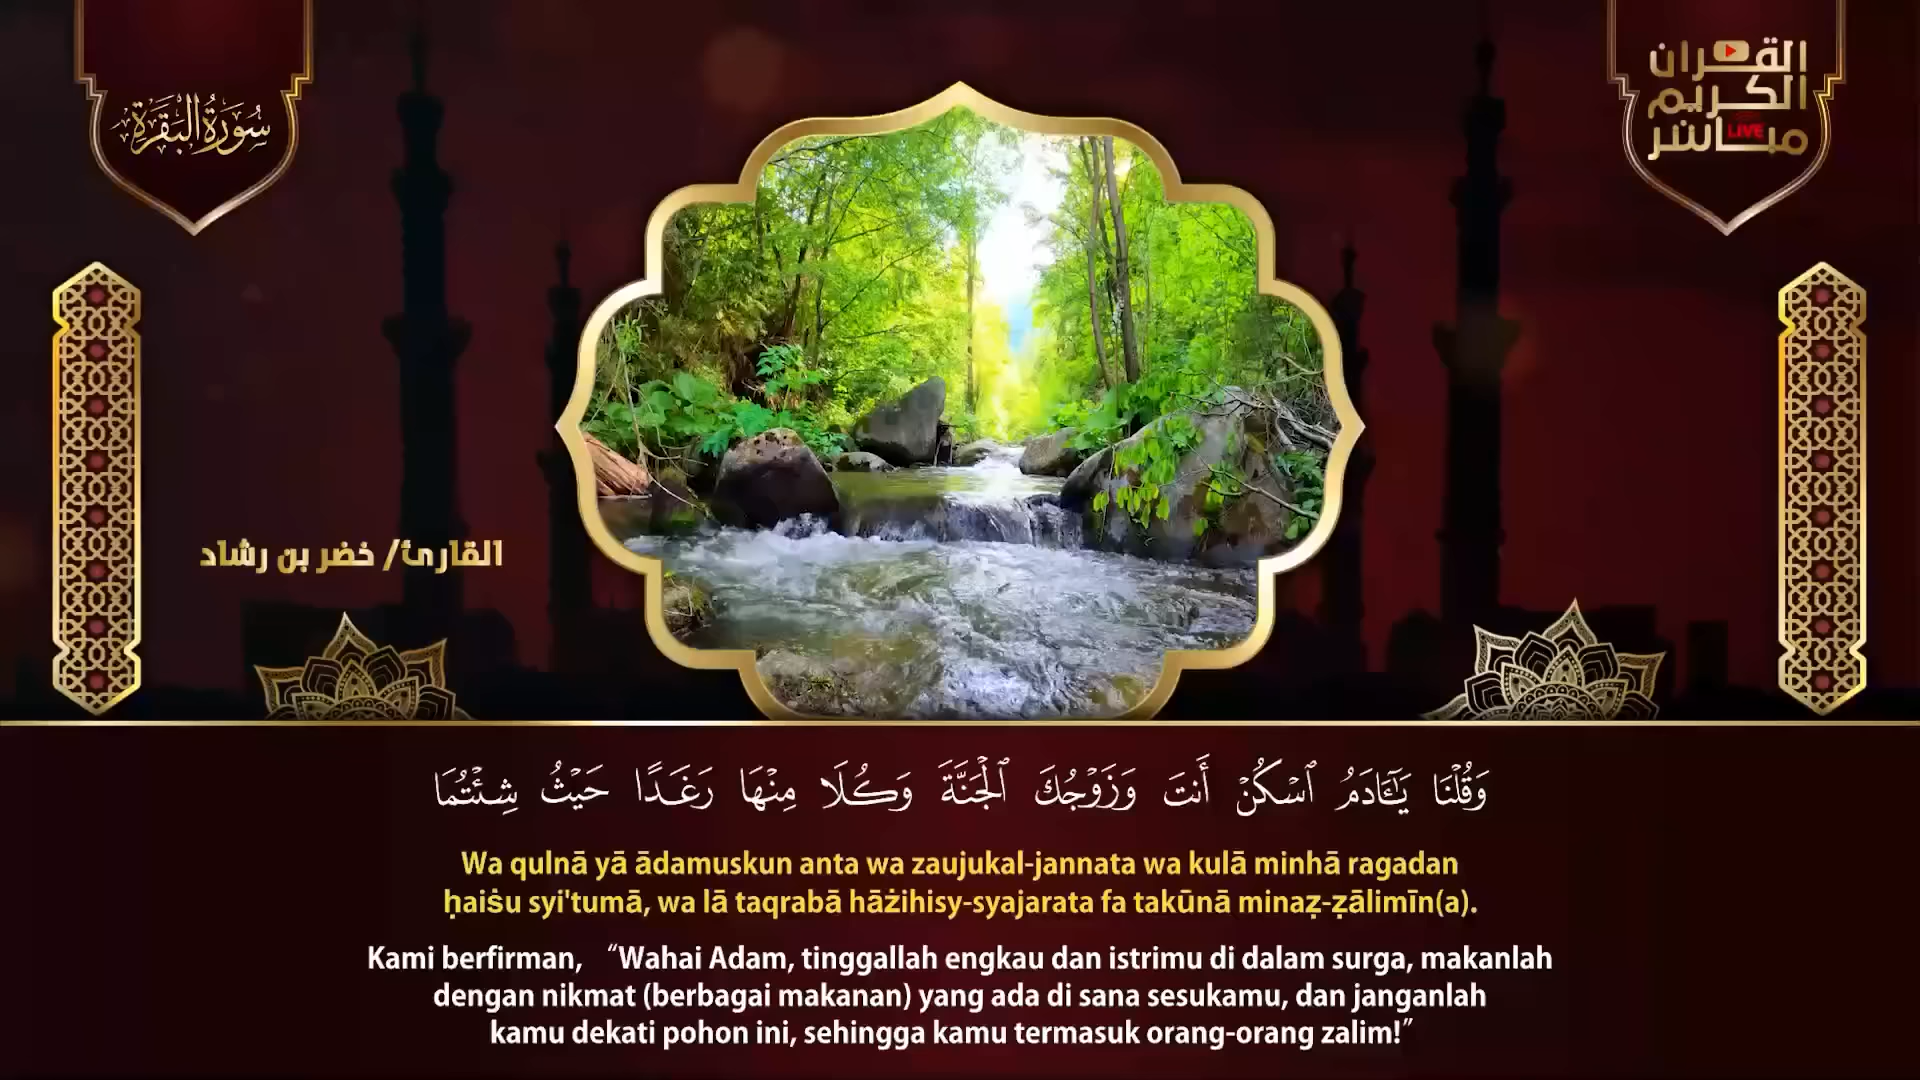 سُورَةُ البَقَرَةِ
القرآن
الكريم
مباشر
LIVE
القارئ/ خضر بن رشاد
وَقُلْنَا يَـٰٓـَٔادَمُ ٱسْكُنْ أَنتَ وَزَوْجُكَ ٱلْجَنَّةَ وَكُلَا مِنْهَا رَغَدًا حَيْثُ شِئْتُمَا
Wa qulnā yā ādamuskun anta wa zaujukal-jannata wa kulā minhā ragadan
ḥaiṡu syi'tumā, wa lā taqrabā hāżihisy-syajarata fa takūnā minaẓ-ẓālimīn(a).
Kami berfirman, “Wahai Adam, tinggallah engkau dan istrimu di dalam surga, makanlah
dengan nikmat (berbagai makanan) yang ada di sana sesukamu, dan janganlah
kamu dekati pohon ini, sehingga kamu termasuk orang-orang zalim!”